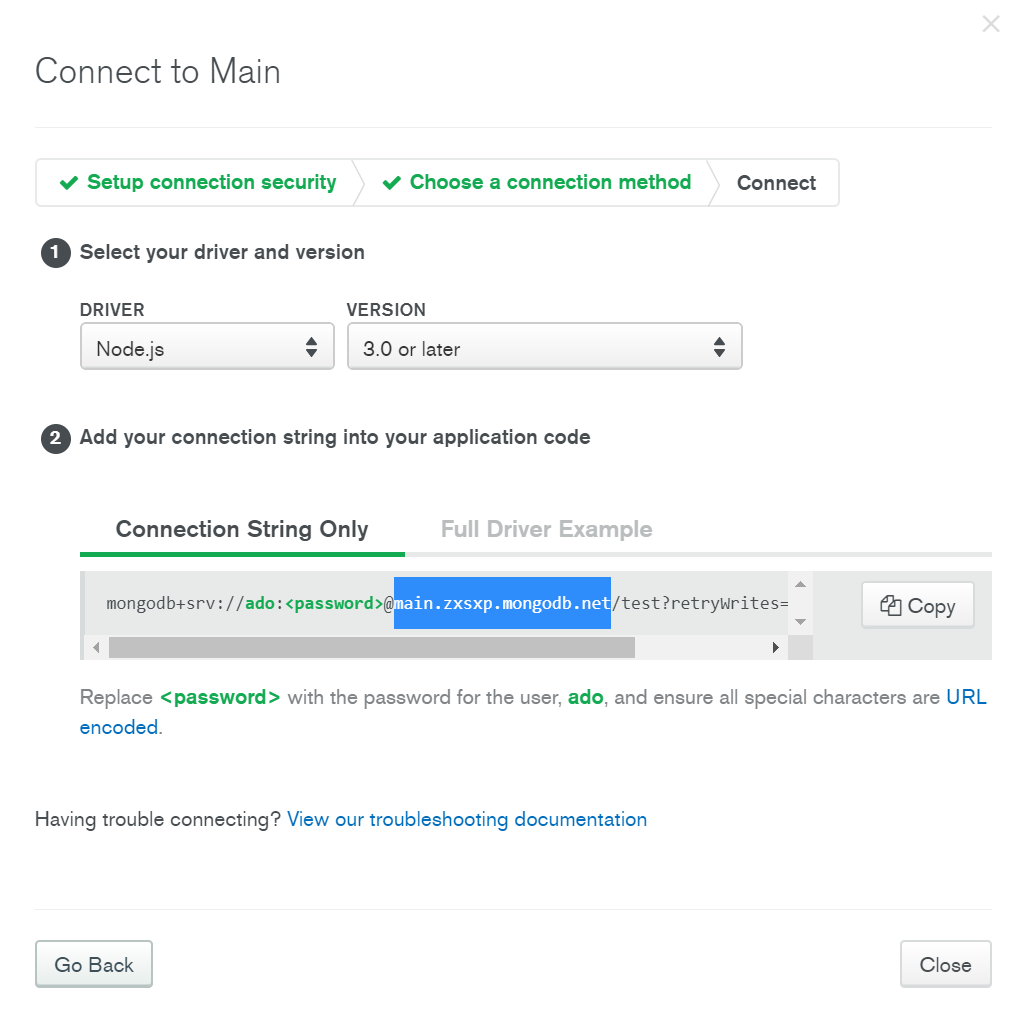 Connect to Main
Setup connection security
Choose a connection method
Connect
1 Select your driver and version
DRIVER VERSION
Node.js 3.0 or later
2 Add your connection string into your application code
Connection String Only Full Driver Example
mongodb+srv://ado:<password>@main.zxsxp.mongodb.net/test?retryWrites=
Copy
Replace <password> with the password for the user, ado, and ensure all special characters are URL
encoded.
Having trouble connecting? View our troubleshooting documentation
Go Back Close